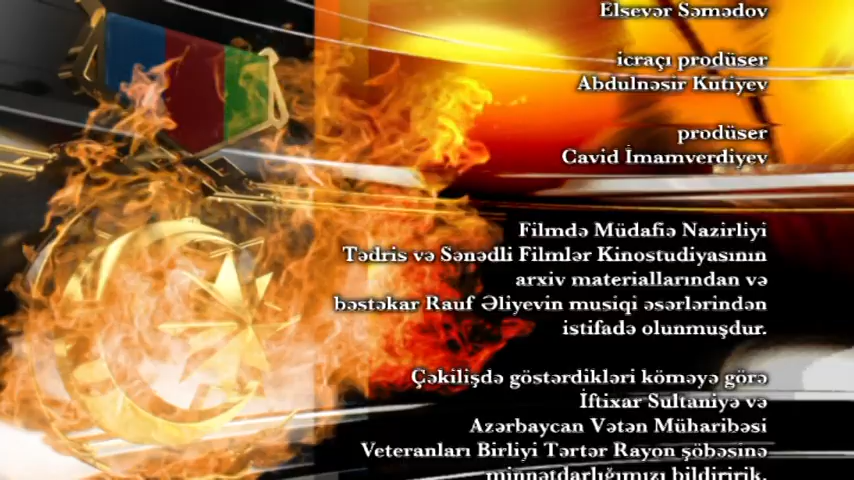 Elsevər Səmədov
icraçı prodüser
Abdulnəsir Kutiyev
prodüser
Cavid İmamverdiyev
Filmdə Müdafiə Nazirliyi
Tədris və Sənədli Filmlər Kinostudiyasının
arxiv materiallarından və
bəstəkar Rauf Əliyevin musiqi əsərlərindən
istifadə olunmuşdur.
Çəkilişdə göstərdikləri köməyə görə
İftixar Sultaniyə və
Azərbaycan Vətən Müharibəsi
Veteranları Birliyi Tərtər Rayon şöbəsinə
minnətdarlığımızı bildiririk.